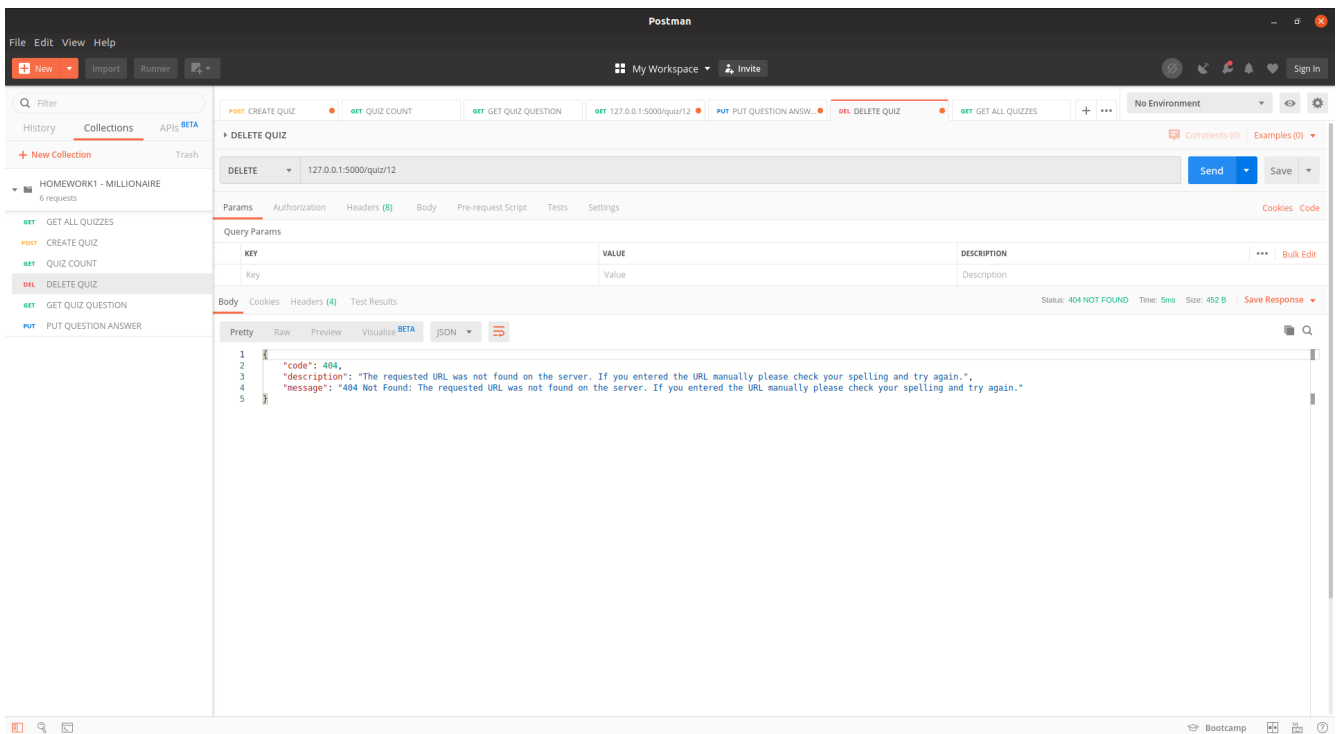 Postman
File Edit View Help
New Import Runner My Workspace Invite Sign In
Filter
History Collections APIs BETA
+ New Collection Trash
HOMEWORK1 - MILLIONAIRE
6 requests
GET GET ALL QUIZZES
POST CREATE QUIZ
GET QUIZ COUNT
DEL DELETE QUIZ
GET GET QUIZ QUESTION
PUT PUT QUESTION ANSWER
POST CREATE QUIZ GET QUIZ COUNT GET GET QUIZ QUESTION GET 127.0.0.1:5000/quiz/12 PUT PUT QUESTION ANSW... DEL DELETE QUIZ GET GET ALL QUIZZES + ••• No Environment
DELETE QUIZ Comments (0) Examples (0)
DELETE 127.0.0.1:5000/quiz/12 Send Save
Params Authorization Headers (8) Body Pre-request Script Tests Settings Cookies Code
Query Params
KEY VALUE DESCRIPTION ••• Bulk Edit
Key Value Description
Body Cookies Headers (4) Test Results Status: 404 NOT FOUND Time: 5ms Size: 452 B Save Response
Pretty Raw Preview Visualize BETA JSON
1 {
2 "code": 404,
3 "description": "The requested URL was not found on the server. If you entered the URL manually please check your spelling and try again.",
4 "message": "404 Not Found: The requested URL was not found on the server. If you entered the URL manually please check your spelling and try again."
5 }
Bootcamp